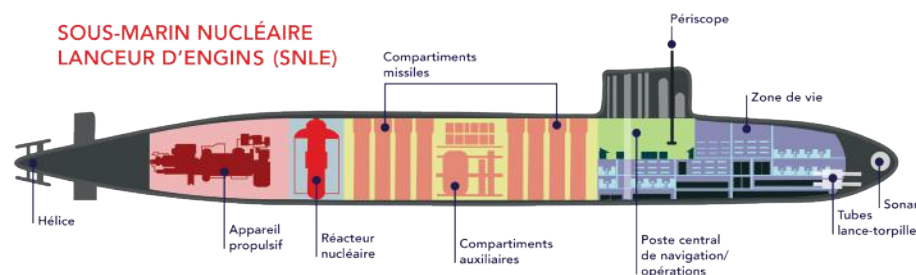 SOUS-MARIN NUCLÉAIRE
LANCEUR D'ENGINS (SNLE)
Périscope
Compartiments
missiles
Zone de vie
Hélice
Appareil
propulsif
Réacteur
nucléaire
Compartiments
auxiliaires
Poste central
de navigation/
opérations
Tubes
lance-torpille
Sonar